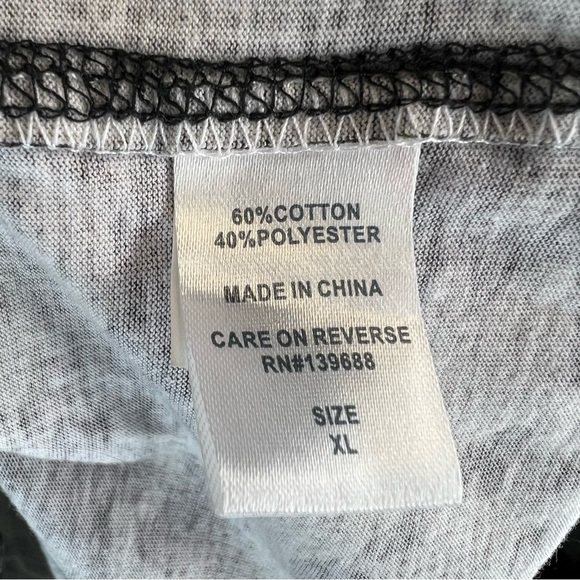 60%COTTON
40%POLYESTER
MADE IN CHINA
CARE ON REVERSE
RN#139688
SIZE
XL